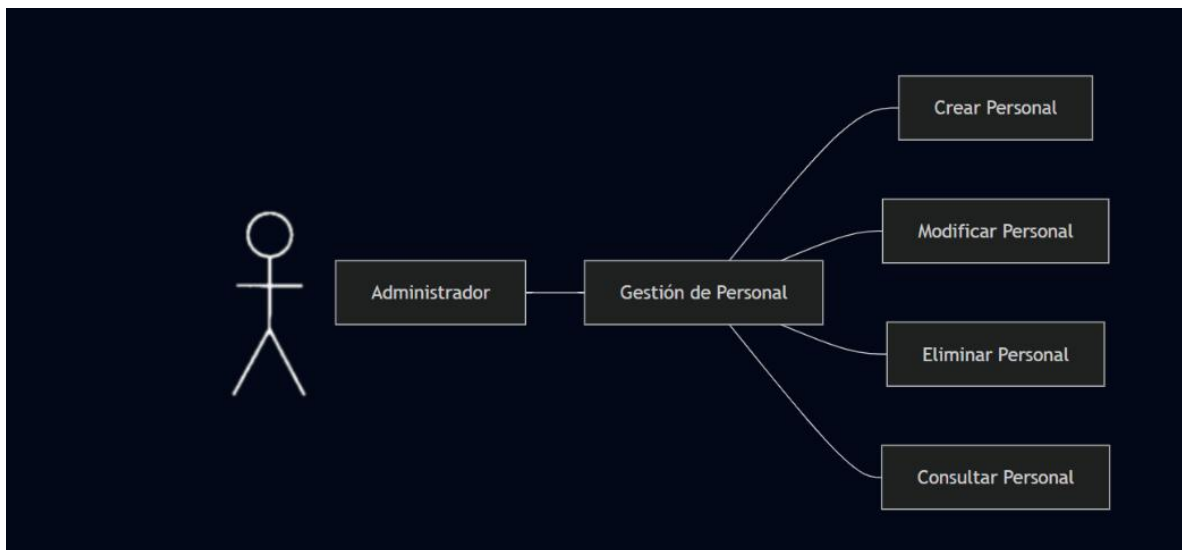 Crear Personal
Modificar Personal
Administrador
Gestión de Personal
Eliminar Personal
Consultar Personal